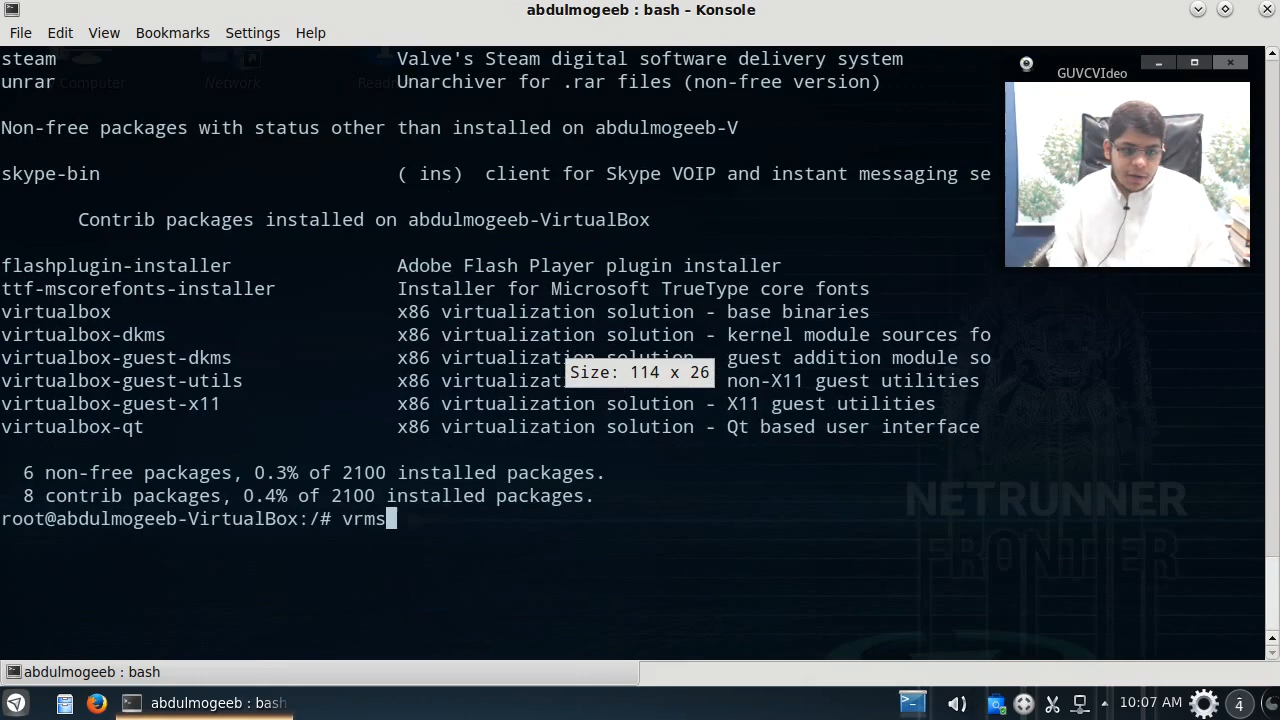 abdulmogeeb : bash – Konsole
File Edit View Bookmarks Settings Help
steam Valve's Steam digital software delivery system
unrar Unarchiver for .rar files (non-free version)
Computer Network
GUVCVIdeo
Non-free packages with status other than installed on abdulmogeeb-V
skype-bin ( ins) client for Skype VOIP and instant messaging se
Contrib packages installed on abdulmogeeb-VirtualBox
flashplugin-installer Adobe Flash Player plugin installer
ttf-mscorefonts-installer Installer for Microsoft TrueType core fonts
virtualbox x86 virtualization solution - base binaries
virtualbox-dkms x86 virtualization solution - kernel module sources fo
virtualbox-guest-dkms x86 virtualization solution - guest addition module so
Size: 114 x 26
virtualbox-guest-utils x86 virtualizat non-X11 guest utilities
virtualbox-guest-x11 x86 virtualization solution - X11 guest utilities
virtualbox-qt x86 virtualization solution - Qt based user interface
6 non-free packages, 0.3% of 2100 installed packages.
8 contrib packages, 0.4% of 2100 installed packages.
root@abdulmogeeb-VirtualBox:/# vrms
NETRUNNER
FRONTIER
abdulmogeeb : bash
abdulmogeeb : bash
10:07 AM
4